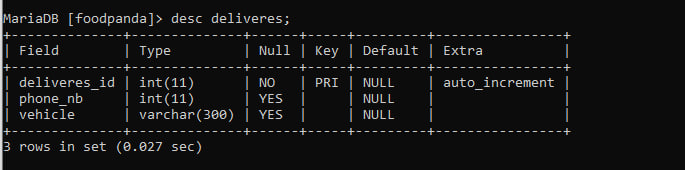 MariaDB [foodpanda]> desc deliveres;
+--------------+--------------+------+-----+---------+----------------+
| Field        | Type         | Null | Key | Default | Extra          |
+--------------+--------------+------+-----+---------+----------------+
| deliveres_id | int(11)      | NO   | PRI | NULL    | auto_increment |
| phone_nb     | int(11)      | YES  |     | NULL    |                |
| vehicle      | varchar(300) | YES  |     | NULL    |                |
+--------------+--------------+------+-----+---------+----------------+
3 rows in set (0.027 sec)